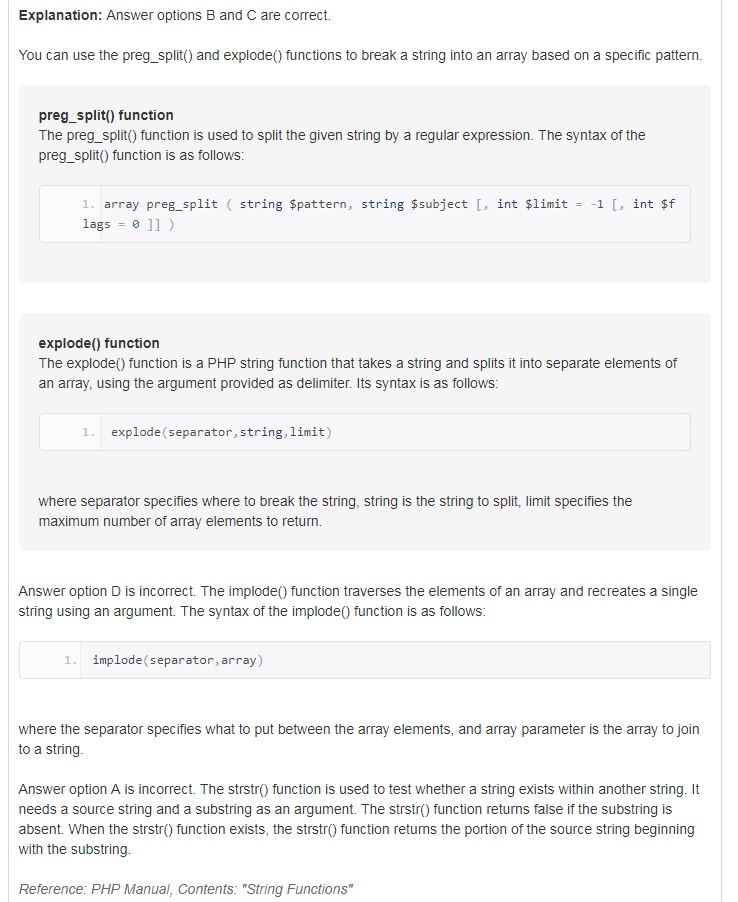 Explanation: Answer options B and C are correct.
You can use the preg_split() and explode() functions to break a string into an array based on a specific pattern.
preg_split() function
The preg_split() function is used to split the given string by a regular expression. The syntax of the
preg_split() function is as follows:
1. array preg_split ( string $pattern, string $subject [, int $limit = -1 [, int $f
lags = 0 ]] )
explode() function
The explode() function is a PHP string function that takes a string and splits it into separate elements of
an array, using the argument provided as delimiter. Its syntax is as follows:
1. explode(separator,string,limit)
where separator specifies where to break the string, string is the string to split, limit specifies the
maximum number of array elements to return.
Answer option D is incorrect. The implode() function traverses the elements of an array and recreates a single
string using an argument. The syntax of the implode() function is as follows:
1. implode(separator,array)
where the separator specifies what to put between the array elements, and array parameter is the array to join
to a string.
Answer option A is incorrect. The strstr() function is used to test whether a string exists within another string. It
needs a source string and a substring as an argument. The strstr() function returns false if the substring is
absent. When the strstr() function exists, the strstr() function returns the portion of the source string beginning
with the substring.
Reference: PHP Manual, Contents: "String Functions"